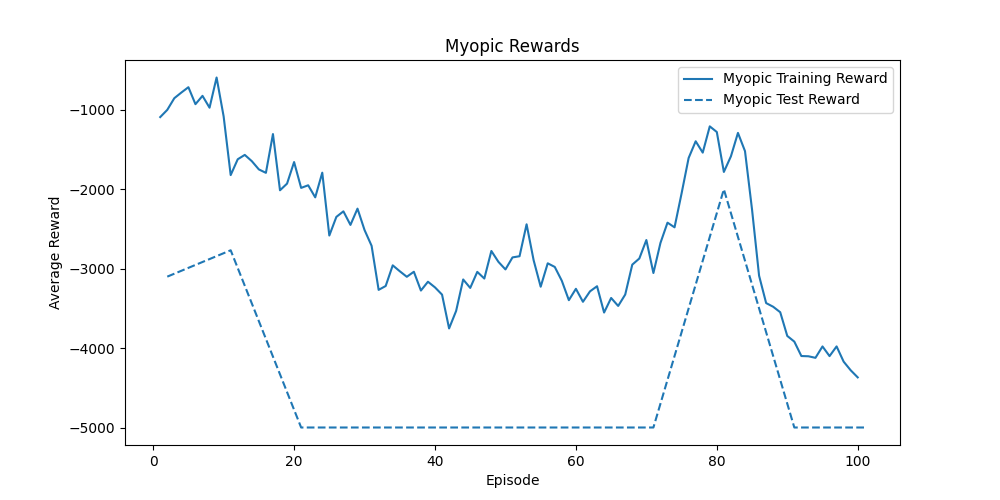 Myopic Rewards
Myopic Training Reward
Myopic Test Reward
Average Reward
−1000
−2000
−3000
−4000
−5000
0 20 40 60 80 100
Episode